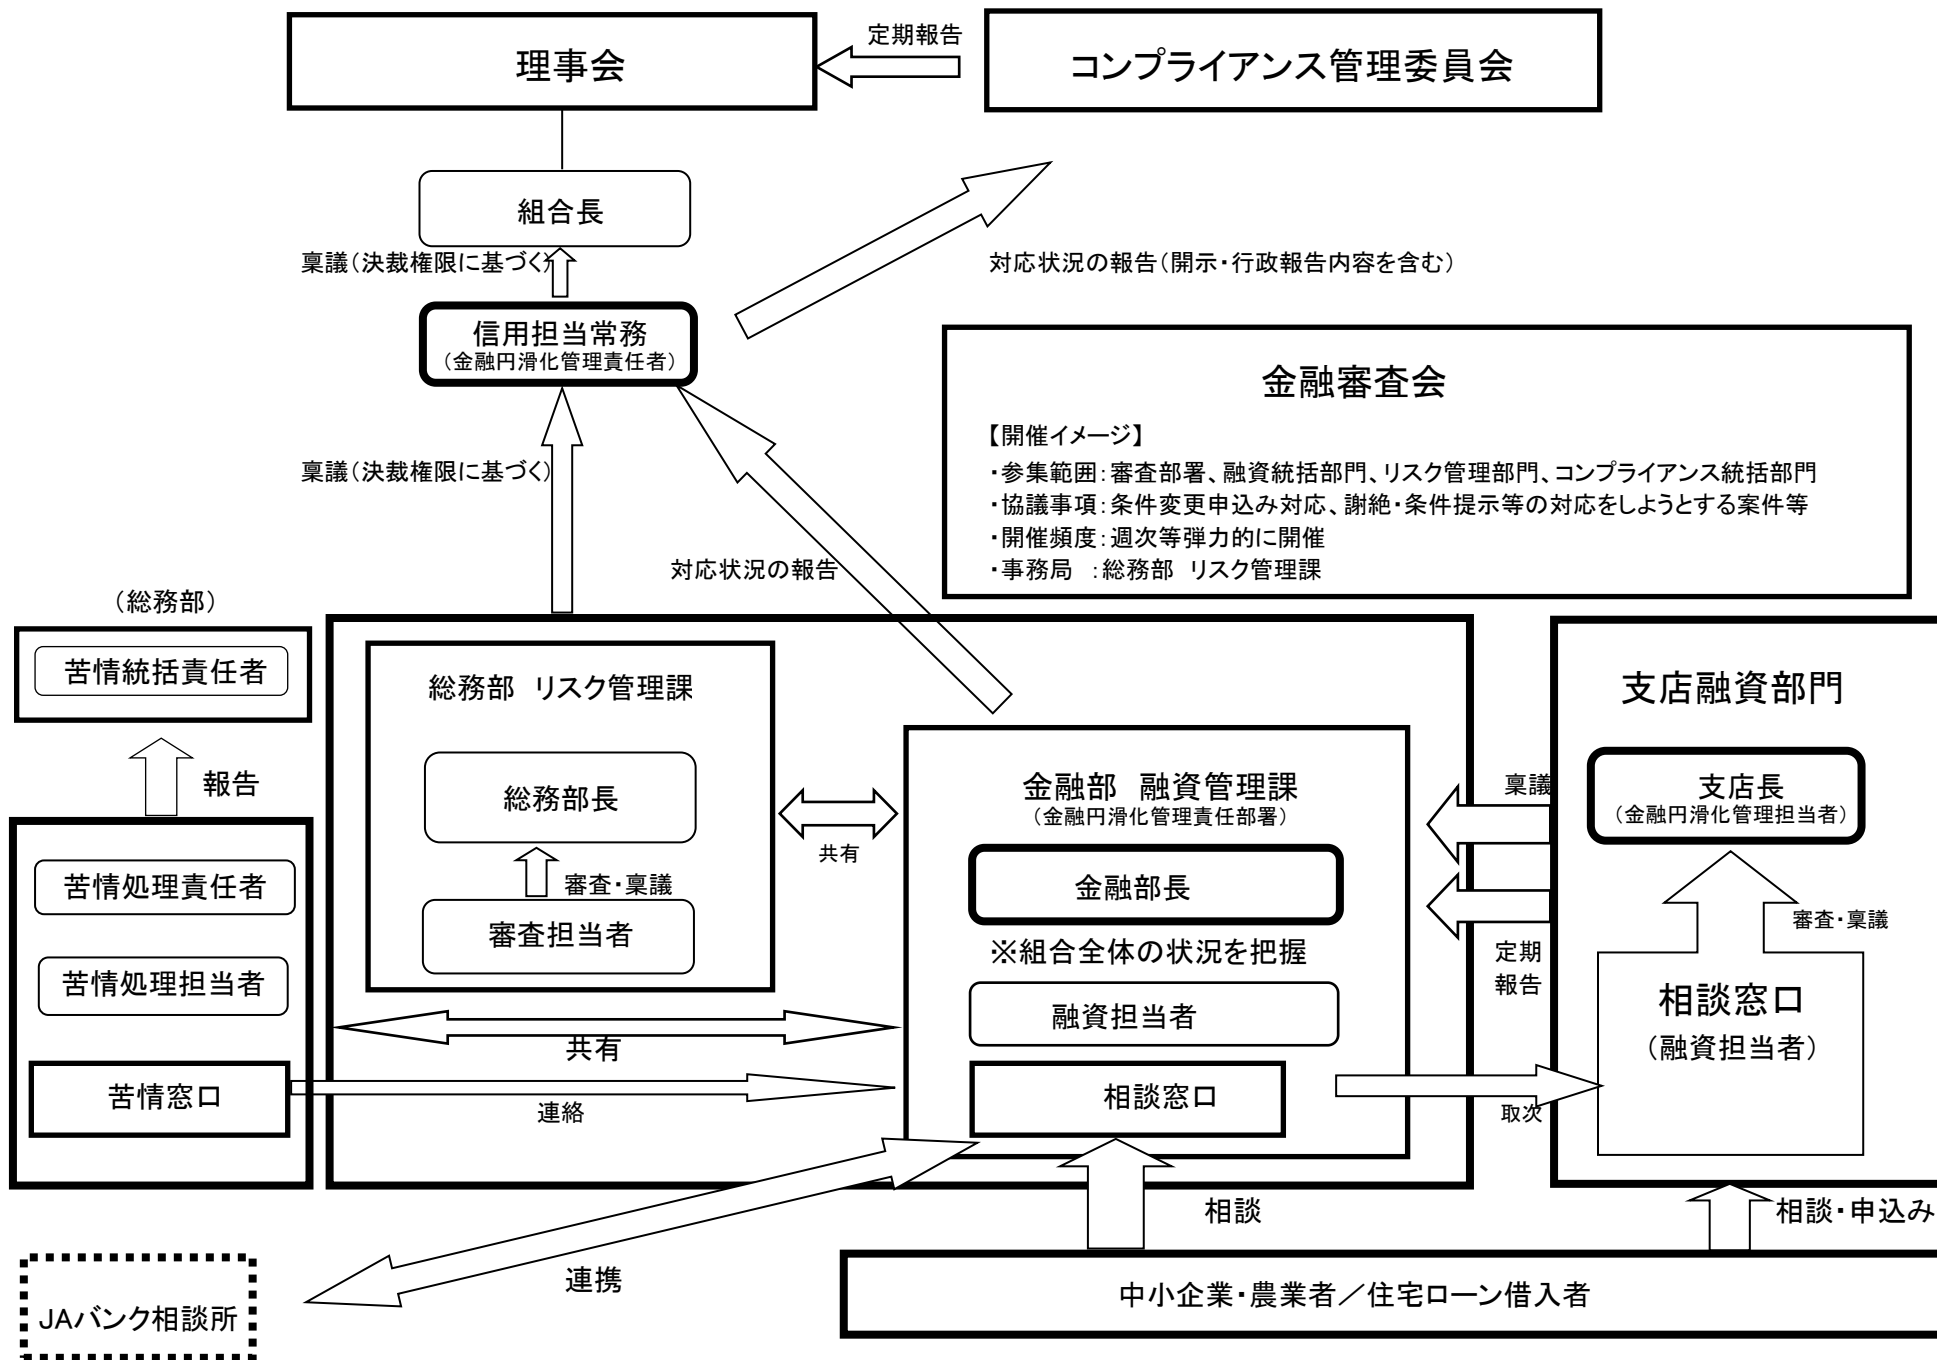 定期報告
理事会
コンプライアンス管理委員会
組合長
稟議（決裁権限に基づく）
対応状況の報告（開示・行政報告内容を含む）
信用担当常務
（金融円滑化管理責任者）
金融審査会
【開催イメージ】
・参集範囲：審査部署、融資統括部門、リスク管理部門、コンプライアンス統括部門
・協議事項：条件変更申込み対応、謝絶・条件提示等の対応をしようとする案件等
・開催頻度：週次等弾力的に開催
・事務局　：総務部　リスク管理課
稟議（決裁権限に基づく）
対応状況の報告
（総務部）
苦情統括責任者
報告
苦情処理責任者
苦情処理担当者
苦情窓口
総務部　リスク管理課
総務部長
審査・稟議
審査担当者
共有
共有
連絡
金融部　融資管理課
（金融円滑化管理責任部署）
金融部長
※組合全体の状況を把握
融資担当者
相談窓口
稟議
定期
報告
取次
支店融資部門
支店長
（金融円滑化管理担当者）
審査・稟議
相談窓口
（融資担当者）
相談
相談・申込み
連携
JAバンク相談所
中小企業・農業者／住宅ローン借入者